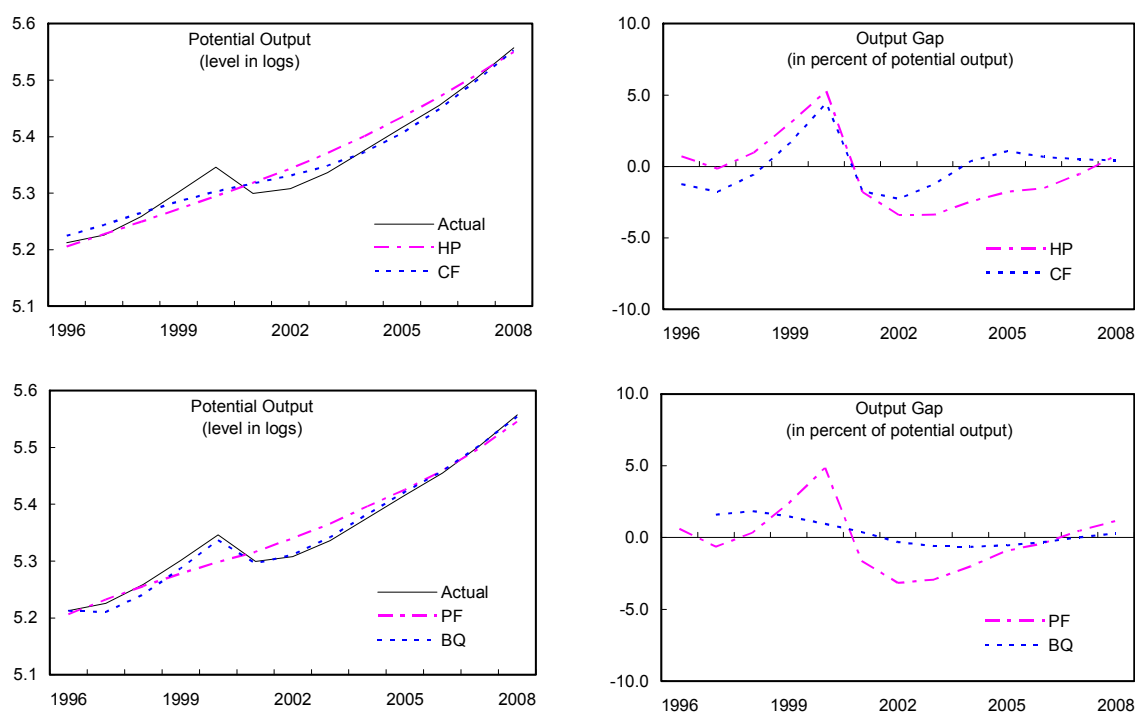 Potential Output
(level in logs)
5.6
5.5
5.4
5.3
5.2
5.1
1996 1999 2002 2005 2008
Actual
HP
CF
Output Gap
(in percent of potential output)
10.0
5.0
0.0
-5.0
-10.0
1996 1999 2002 2005 2008
HP
CF
Potential Output
(level in logs)
5.6
5.5
5.4
5.3
5.2
5.1
1996 1999 2002 2005 2008
Actual
PF
BQ
Output Gap
(in percent of potential output)
10.0
5.0
0.0
-5.0
-10.0
1996 1999 2002 2005 2008
PF
BQ